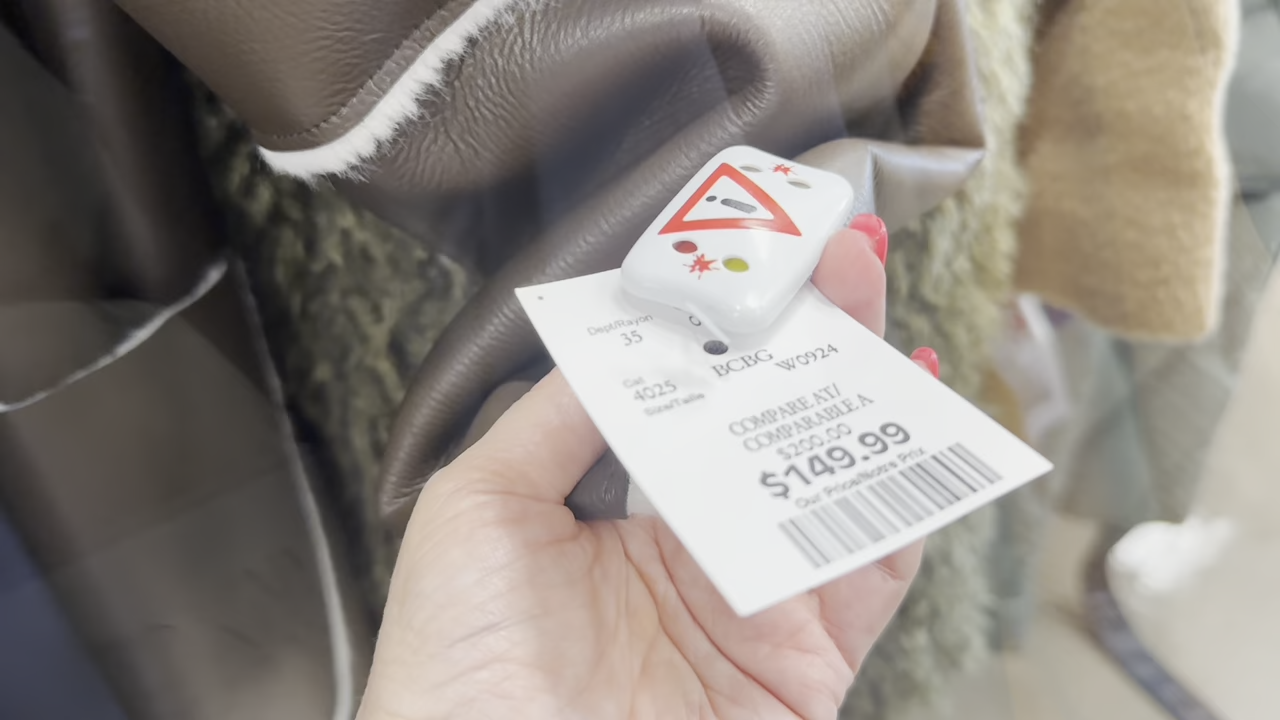 Dept/Rayon
35
Cat
4025
Size/Taille
BCBG W0924
COMPARE AT/
COMPARABLE A
$200.00
$149.99
Our Price/Notre Prix